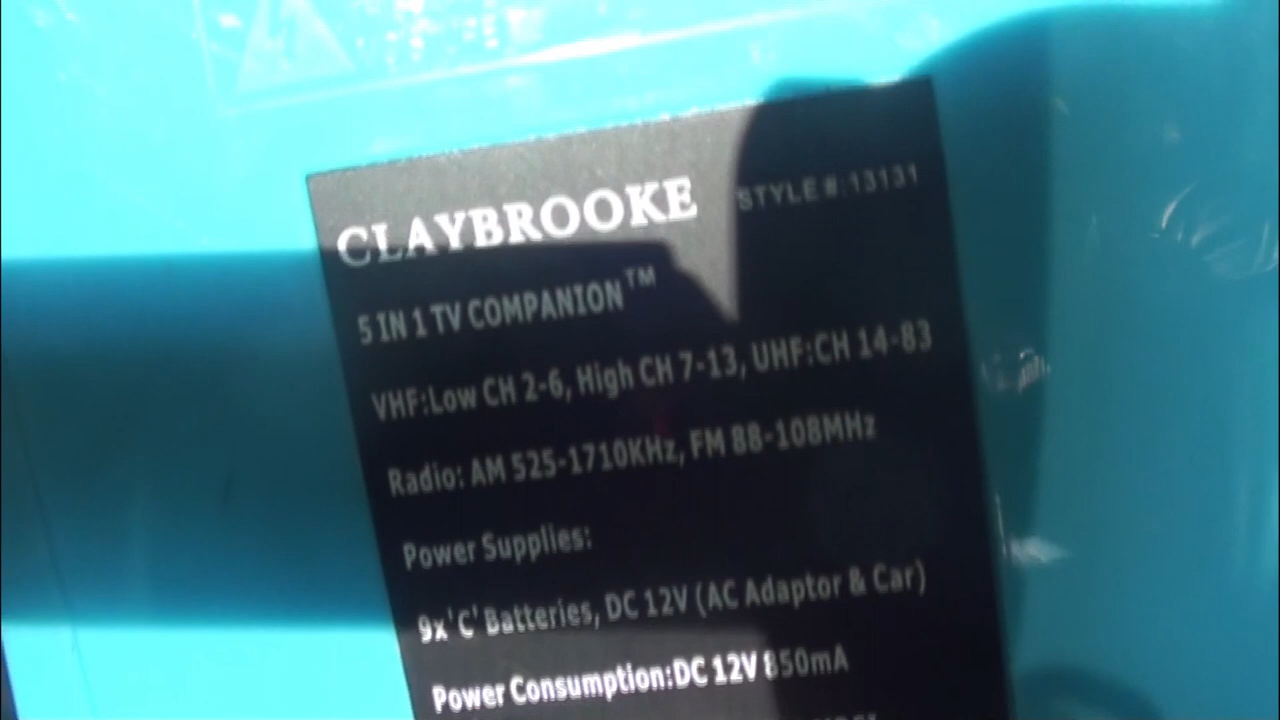 CLAYBROOKE STYLE #:13131
5 IN 1 TV COMPANION™
VHF:Low CH 2-6, High CH 7-13, UHF:CH 14-83
Radio: AM 525-1710KHz, FM 88-108MHz
Power Supplies:
9x'C' Batteries, DC 12V (AC Adaptor & Car)
Power Consumption:DC 12V 850mA